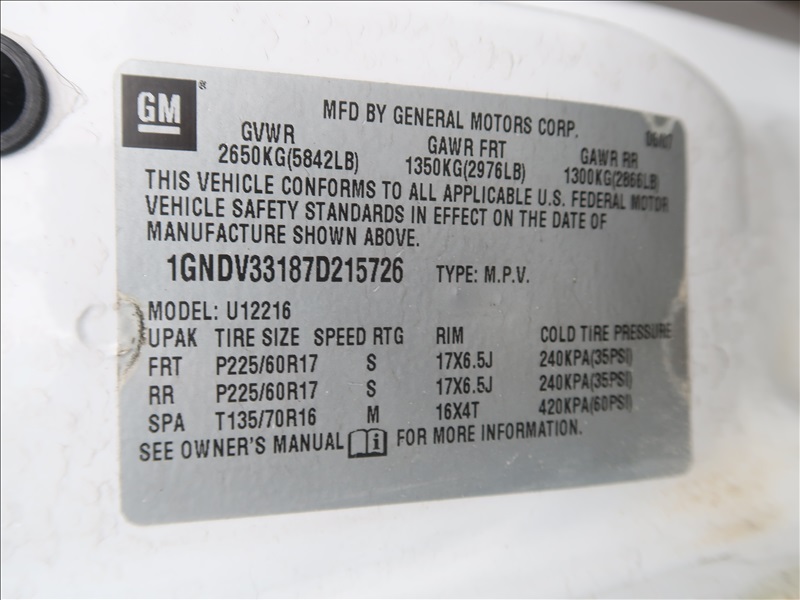 GM ®
MFD BY GENERAL MOTORS CORP. 06/07
GVWR GAWR FRT GAWR RR
2650KG(5842LB) 1350KG(2976LB) 1300KG(2866LB)
THIS VEHICLE CONFORMS TO ALL APPLICABLE U.S. FEDERAL MOTOR
VEHICLE SAFETY STANDARDS IN EFFECT ON THE DATE OF
MANUFACTURE SHOWN ABOVE.
1GNDV33187D215726 TYPE: M.P.V.
MODEL: U12216
UPAK TIRE SIZE SPEED RTG RIM COLD TIRE PRESSURE
FRT P225/60R17 S 17X6.5J 240KPA(35PSI)
RR P225/60R17 S 17X6.5J 240KPA(35PSI)
SPA T135/70R16 M 16X4T 420KPA(60PSI)
SEE OWNER'S MANUAL i FOR MORE INFORMATION.